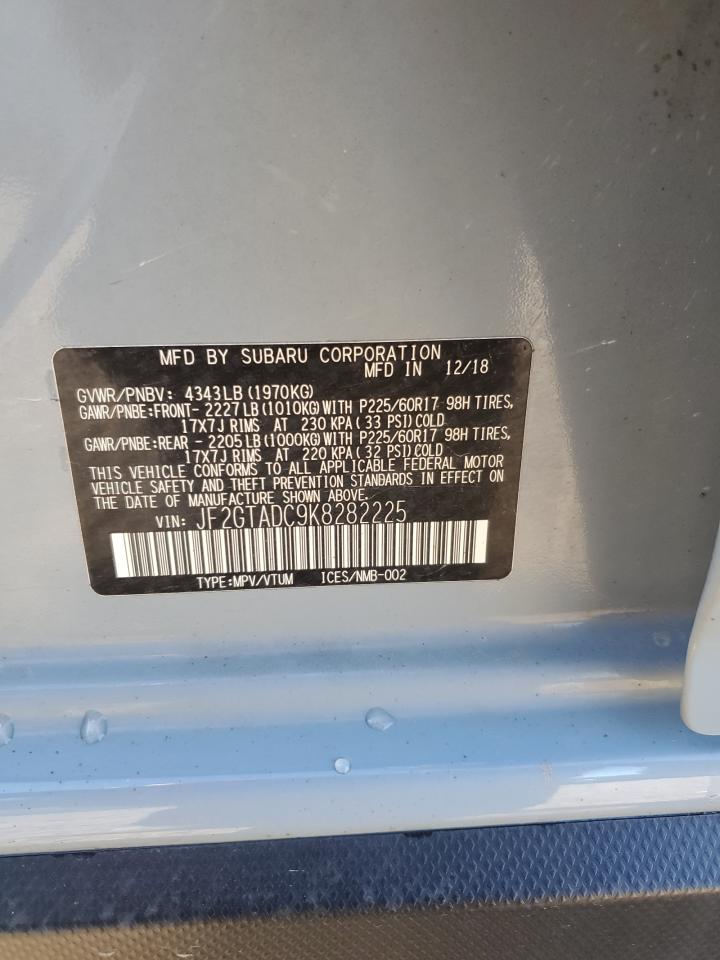 MFD BY SUBARU CORPORATION
MFD IN 12/18
GVWR/PNBV: 4343LB(1970KG)
GAWR/PNBE:FRONT- 2227LB(1010KG)WITH P225/60R17 98H TIRES,
17X7J RIMS AT 230 KPA(33 PSI)COLD
GAWR/PNBE:REAR - 2205LB(1000KG)WITH P225/60R17 98H TIRES,
17X7J RIMS AT 220 KPA(32 PSI)COLD
THIS VEHICLE CONFORMS TO ALL APPLICABLE FEDERAL MOTOR
VEHICLE SAFETY AND THEFT PREVENTION STANDARDS IN EFFECT ON
THE DATE OF MANUFACTURE SHOWN ABOVE.
VIN: JF2GTADC9K8282225
TYPE:MPV/VTUM ICES/NMB-002